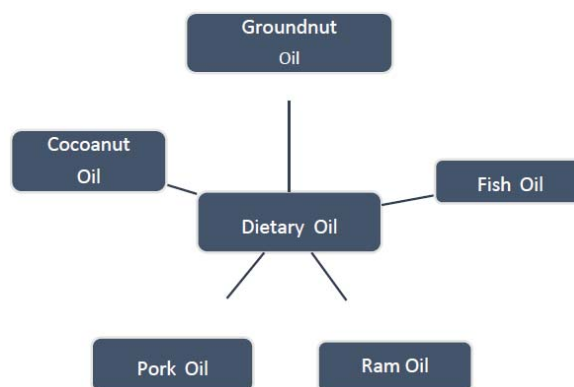 Groundnut
Oil
Cocoanut
Oil
Fish Oil
Dietary Oil
Pork Oil
Ram Oil